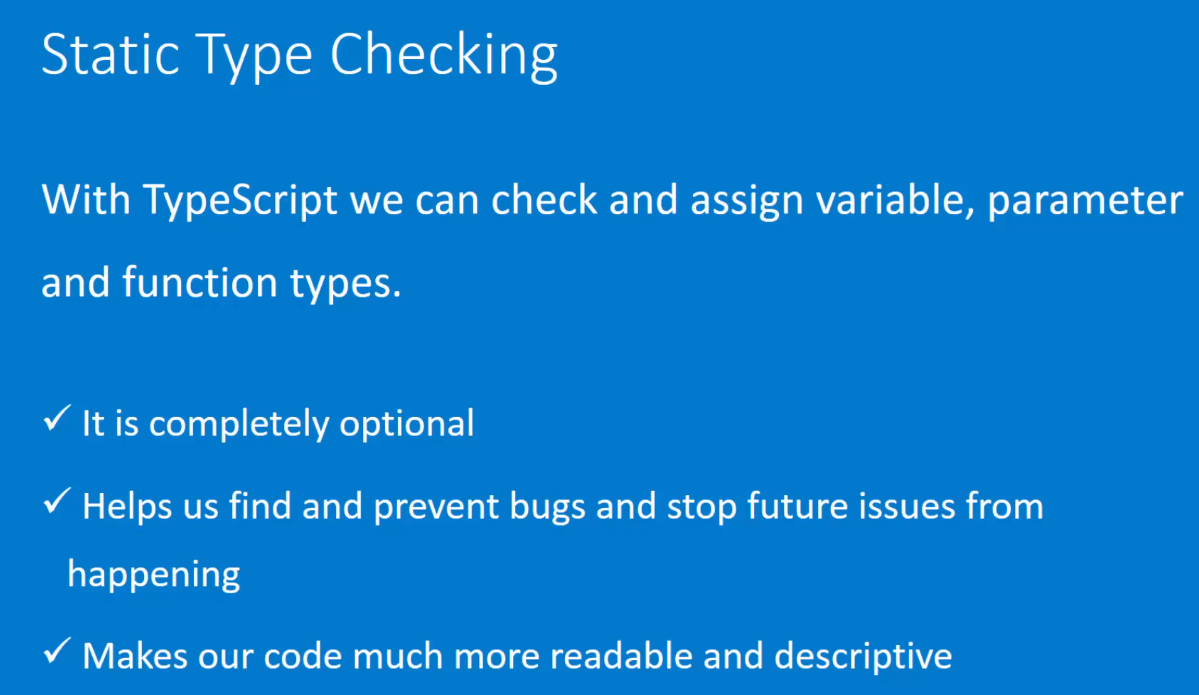 Static Type Checking
With TypeScript we can check and assign variable, parameter
and function types.
✓ It is completely optional
✓ Helps us find and prevent bugs and stop future issues from
happening
✓ Makes our code much more readable and descriptive